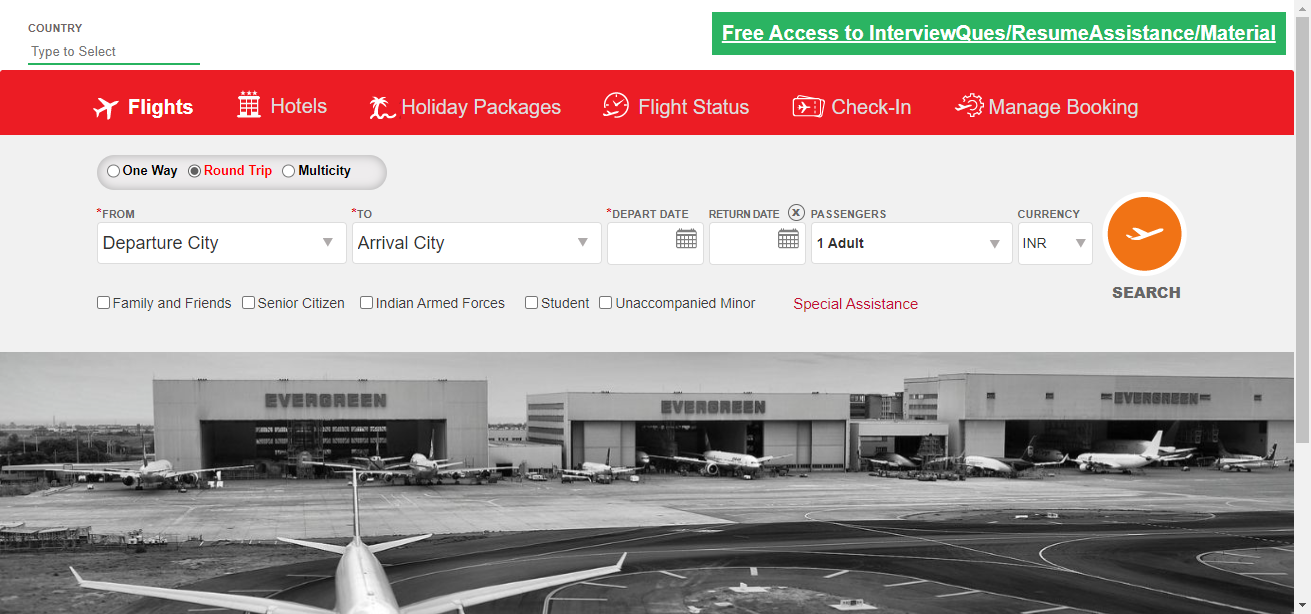 COUNTRY
Type to Select
Free Access to InterviewQues/ResumeAssistance/Material
Flights Hotels Holiday Packages Flight Status Check-In Manage Booking
One Way Round Trip Multicity
*FROM *TO *DEPART DATE RETURN DATE PASSENGERS CURRENCY
Departure City Arrival City 1 Adult INR
SEARCH
Family and Friends Senior Citizen Indian Armed Forces Student Unaccompanied Minor Special Assistance
EVERGREEN EVERGREEN EVERGREEN